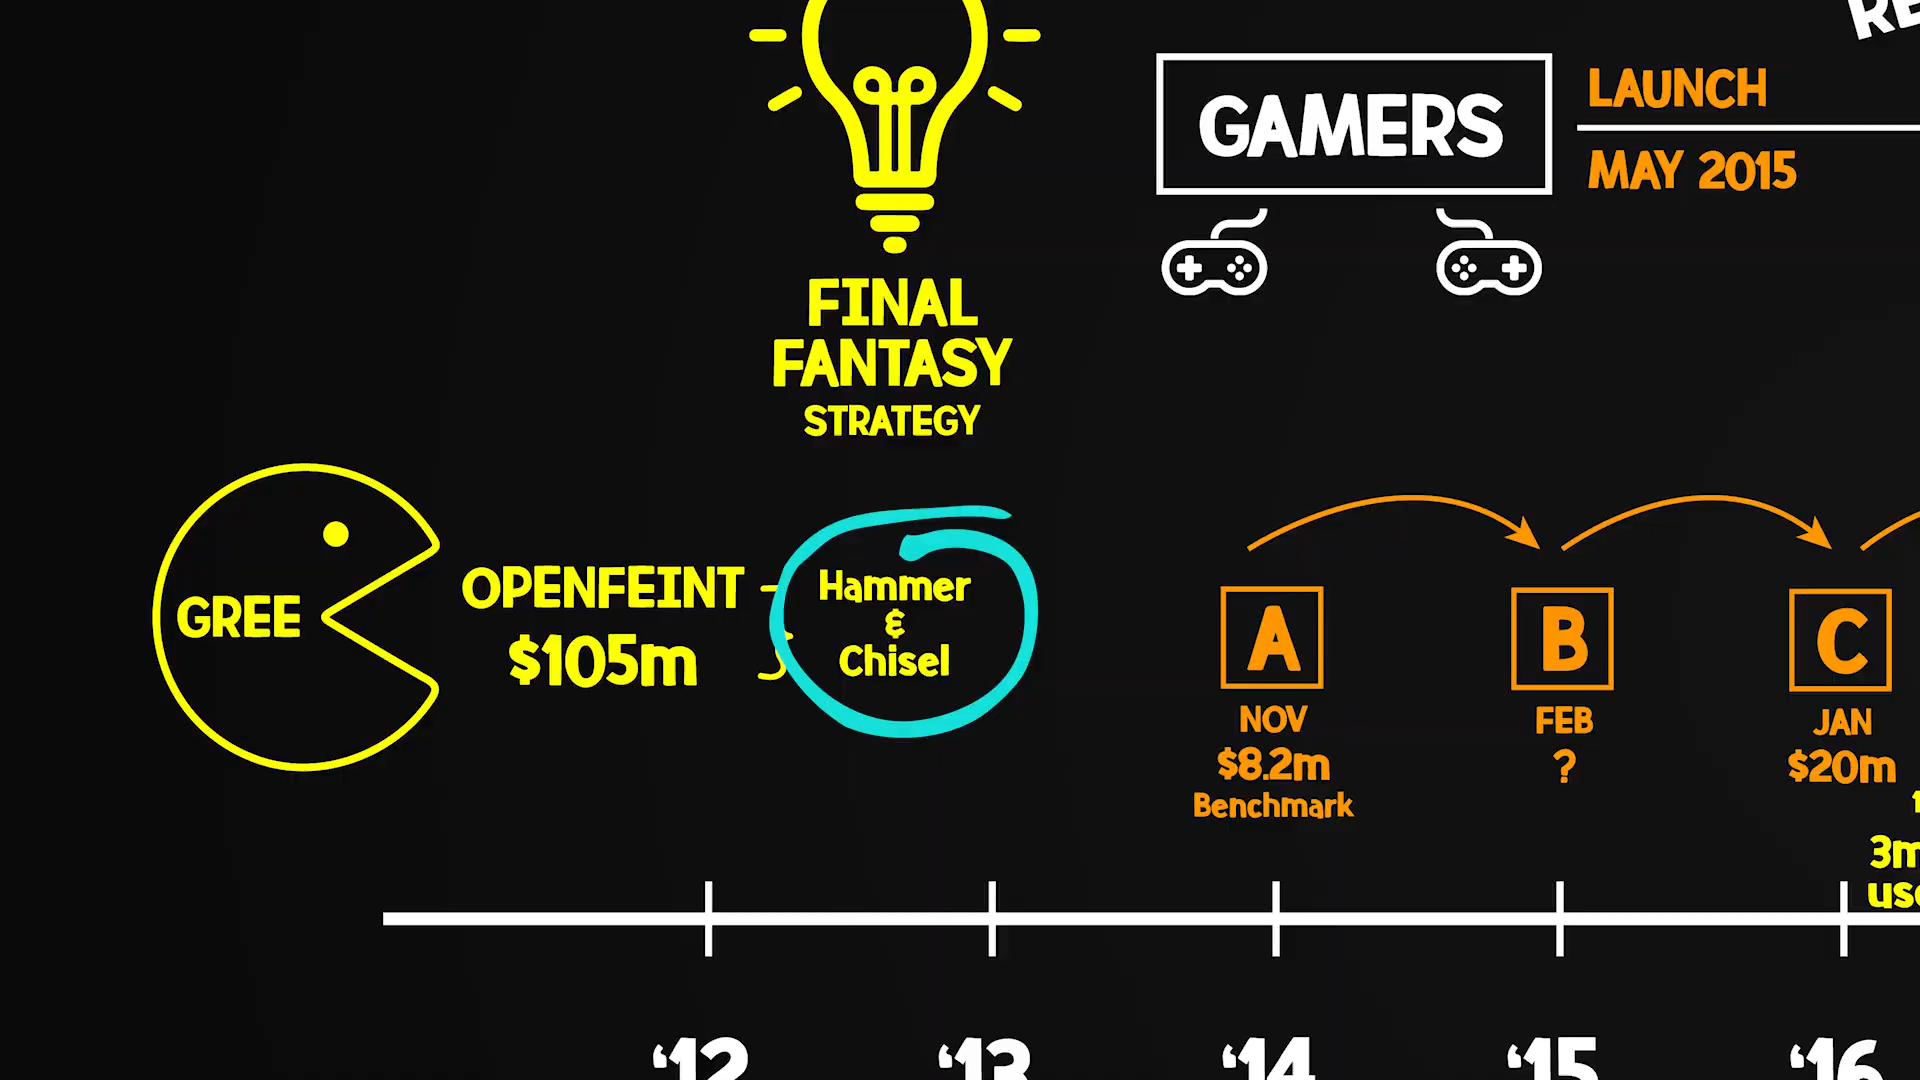 GAMERS
LAUNCH
MAY 2015
FINAL
FANTASY
STRATEGY
GREE
OPENFEINT
$105m
Hammer
&
Chisel
A
NOV
$8.2m
Benchmark
B
FEB
?
C
JAN
$20m
'12
'13
'14
'15
'16